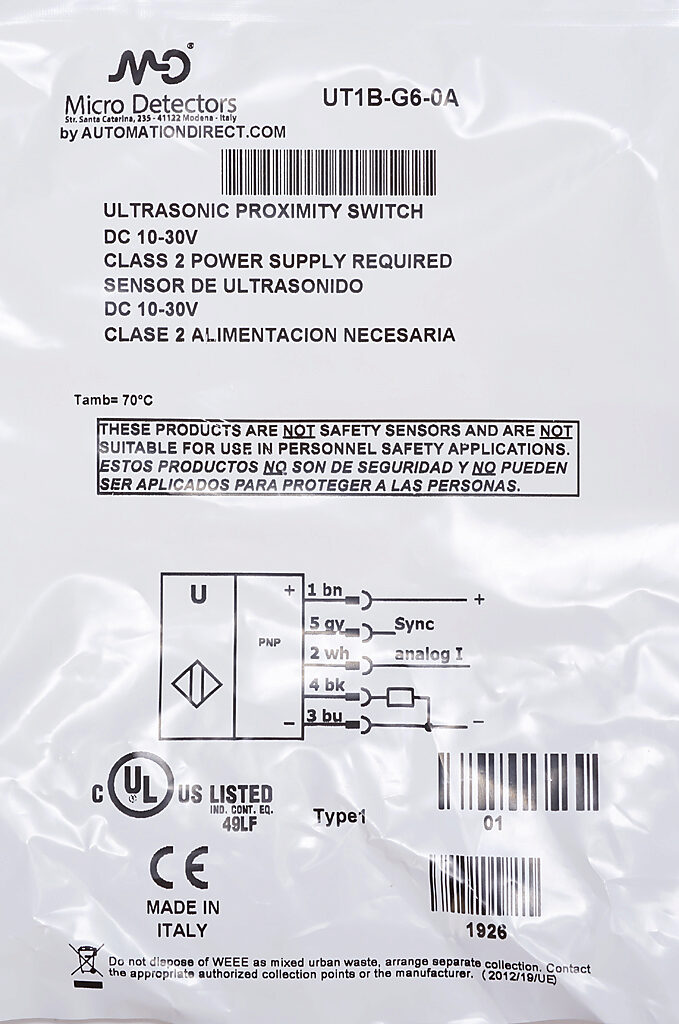 MD®
Micro Detectors
Str. Santa Caterina, 235 - 41122 Modena - Italy
by AUTOMATIONDIRECT.COM
UT1B-G6-0A
ULTRASONIC PROXIMITY SWITCH
DC 10-30V
CLASS 2 POWER SUPPLY REQUIRED
SENSOR DE ULTRASONIDO
DC 10-30V
CLASE 2 ALIMENTACION NECESARIA
Tamb= 70°C
THESE PRODUCTS ARE NOT SAFETY SENSORS AND ARE NOT
SUITABLE FOR USE IN PERSONNEL SAFETY APPLICATIONS.
ESTOS PRODUCTOS NO SON DE SEGURIDAD Y NO PUEDEN
SER APLICADOS PARA PROTEGER A LAS PERSONAS.
U
PNP
+ 1 bn +
5 gy Sync
2 wh analog I
4 bk
- 3 bu -
C UL US LISTED
IND. CONT. EQ.
49LF
Type1
01
CE
MADE IN
ITALY
1926
Do not dispose of WEEE as mixed urban waste, arrange separate collection. Contact
the appropriate authorized collection points or the manufacturer. (2012/19/UE)